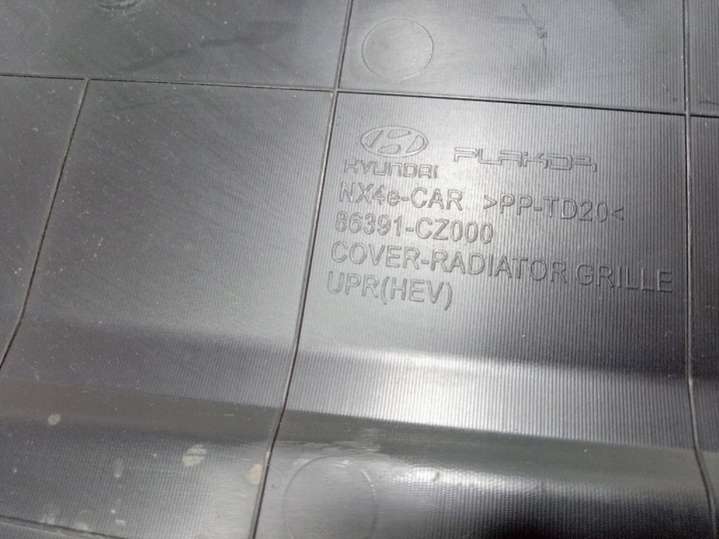 HYUNDAI PLAKOR
NX4e-CAR >PP-TD20<
86391-CZ000
COVER-RADIATOR GRILLE
UPR(HEV)